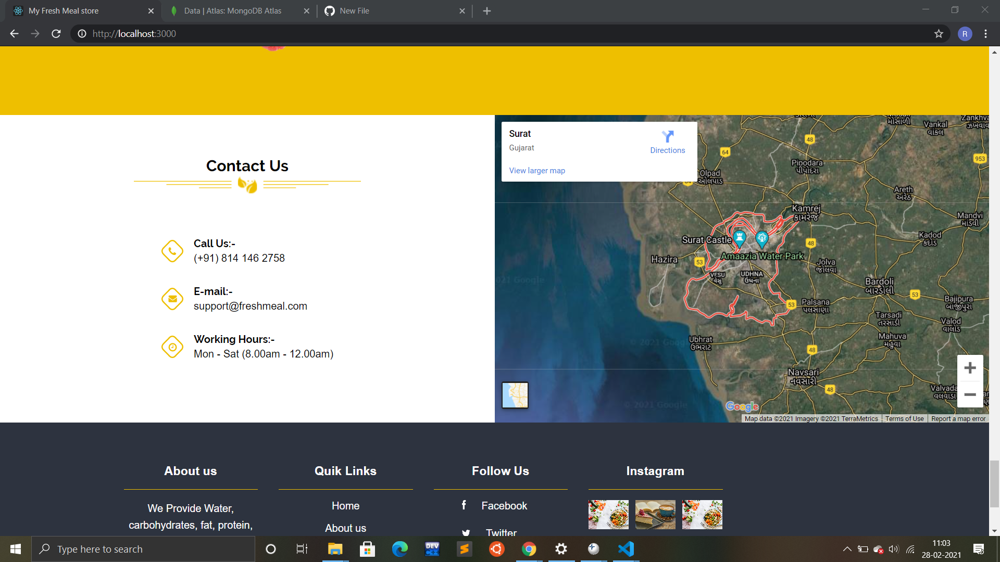 My Fresh Meal store
Data | Atlas: MongoDB Atlas
New File
http://localhost:3000
R
Contact Us
Call Us:-
(+91) 814 146 2758
E-mail:-
support@freshmeal.com
Working Hours:-
Mon - Sat (8.00am - 12.00am)
Surat
Gujarat
Directions
View larger map
મોસાળી
Vankal
વાંકલ
Zankhva
48
64
953
Pipodara
પીપોદરા
Olpad
ઓલપાડ
Areth
અરેઠ
Kamrej
કામરેજ
Mandvi
માંડવી
Kadod
કડોદ
Surat Castle
48
Amaazia Water Park
Hazira
53
Jolva
જોલવા
VESU
વેસુ
UDHNA
ઉધના
021 Google
Bardoli
બારડોલી
53
Bajipura
બાજીપુરા
53
Palsana
પલસાણા
Tarsadi
તરસાડી
Valod
વાલોડ
Ubhrat
ઉભરાટ
Mahuva
મહુવા
© 2021 Goog
48
Navsari
નવસારી
48
Valvada
વલવાડા
© 2021 Google
Google
Map data ©2021 Imagery ©2021 TerraMetrics
Terms of Use
Report a map error
About us
Quik Links
Follow Us
Instagram
We Provide Water,
carbohydrates, fat, protein,
Home
About us
Facebook
Twitter
Type here to search
DEV
11:03
28-02-2021